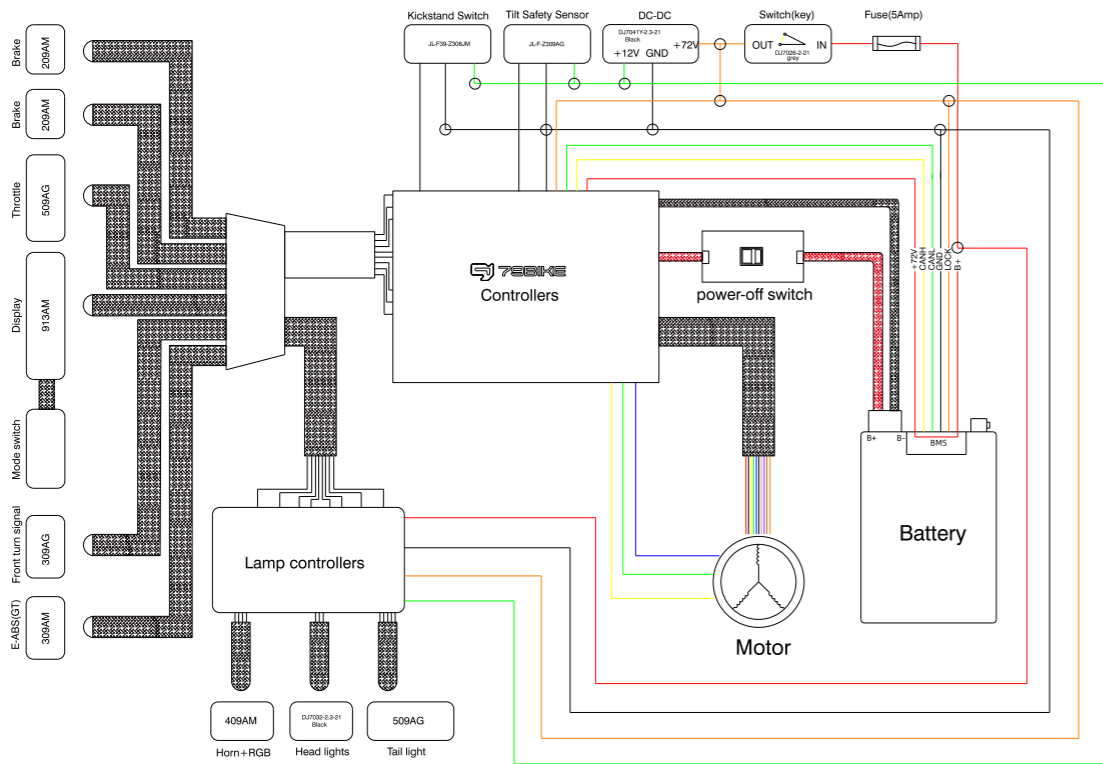 Kickstand Switch
Tilt Safety Sensor
DC-DC
Switch(key)
Fuse(5Amp)
JL-F39-Z308JM
JL-F-Z309AG
DJ7041Y-2.3-21
Black
+12V GND
+72V
OUT
IN
DJ7026-2-21
grey
Brake
209AM
Brake
209AM
Throttle
509AG
Display
913AM
Mode switch
Front turn signal
309AG
E-ABS(GT)
309AM
79BIKE
Controllers
power-off switch
+72V
CANH
CANL
GND
LOCK
B+
B+
B-
BMS
Battery
Motor
Lamp controllers
409AM
DJ7032-2.3-21
Black
509AG
Horn+RGB
Head lights
Tail light